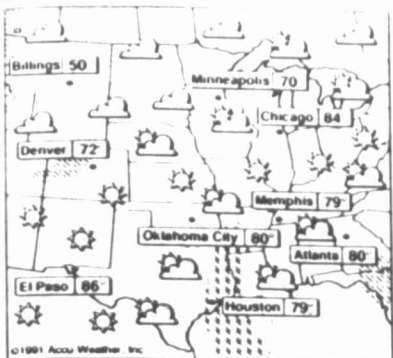 Billings 50
Minneapolis 70
Chicago 84
Denver 72°
Memphis 79°
Oklahoma City 80°
Atlanta 80°
El Paso 86°
Houston 79°
©1991 Accu Weather, Inc